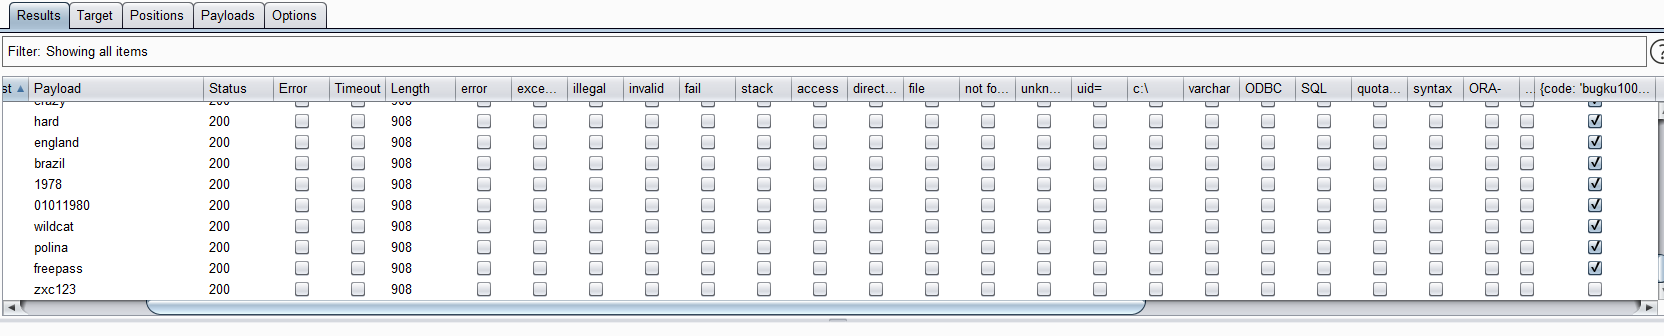 Results Target Positions Payloads Options
Filter: Showing all items
st Payload Status Error Timeout Length error exce... illegal invalid fail stack access direct... file not fo... unkn... uid= c:\ varchar ODBC SQL quota... syntax ORA- ... {code: 'bugku100...
crazy 200 908
hard 200 908
england 200 908
brazil 200 908
1978 200 908
01011980 200 908
wildcat 200 908
polina 200 908
freepass 200 908
zxc123 200 908